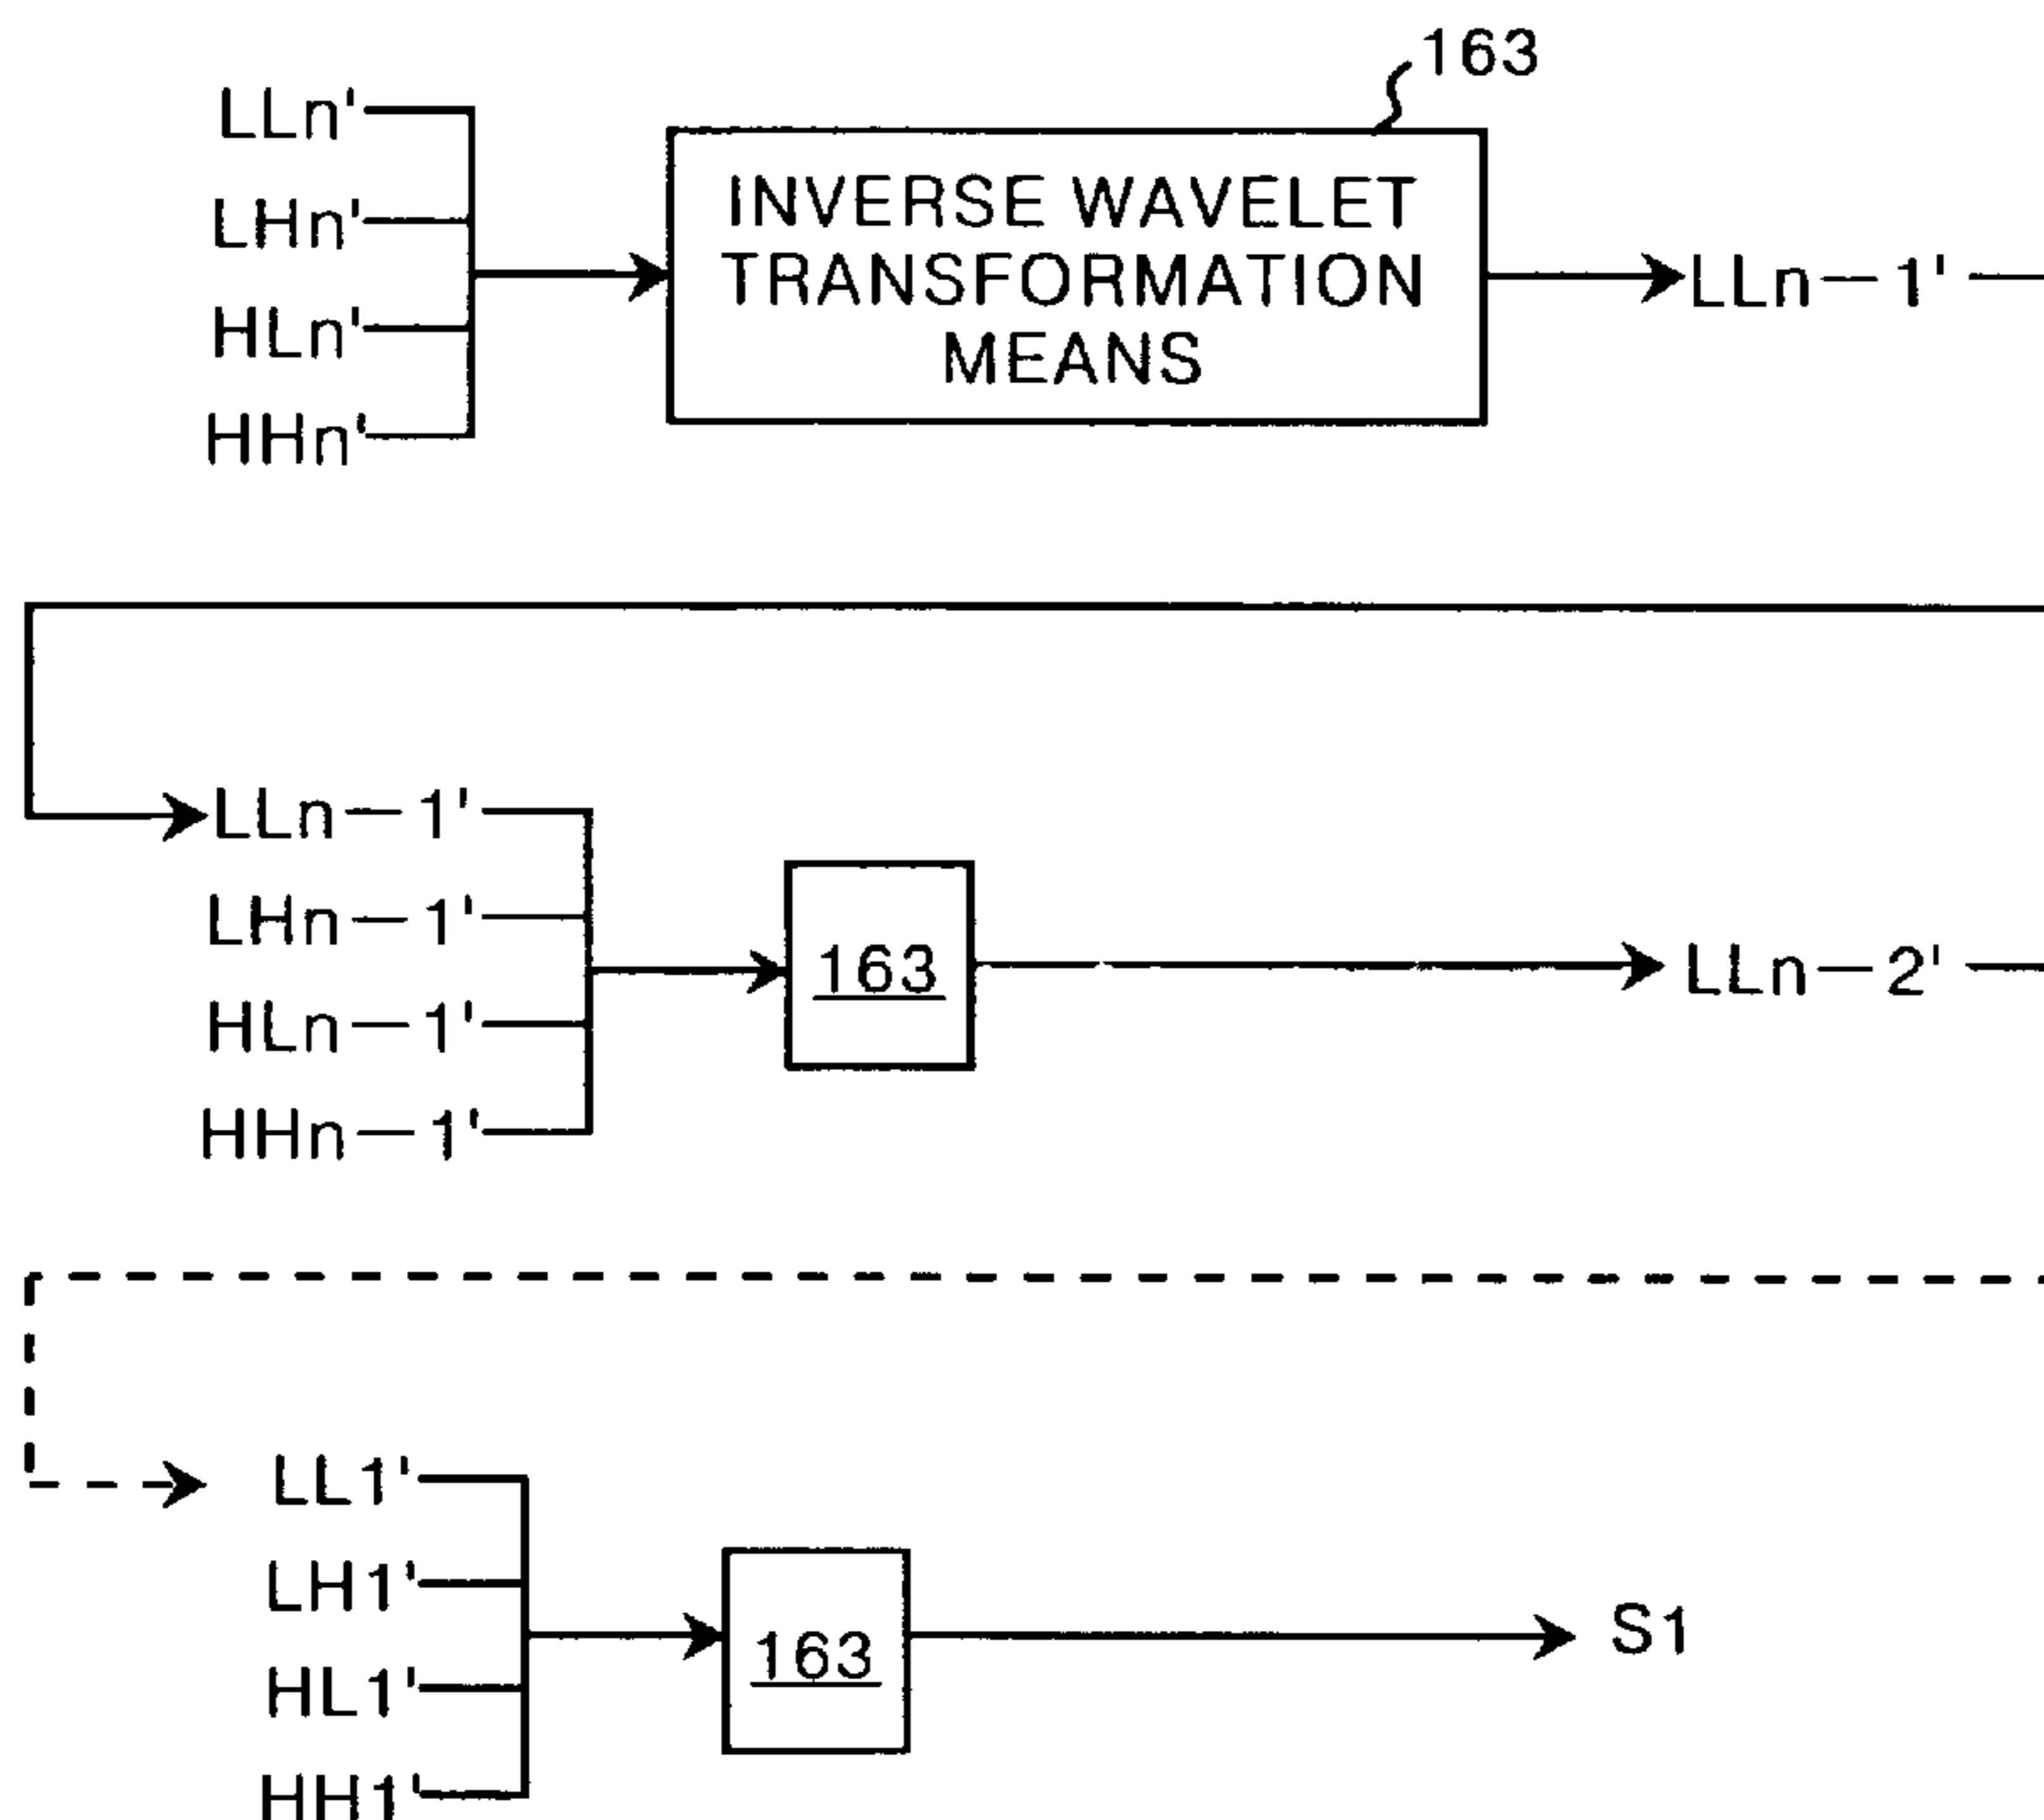 163
LLn'
LHn'
HLn'
HHn'
INVERSE WAVELET
TRANSFORMATION
MEANS
LLn-1'
LLn-1'
LHn-1'
HLn-1'
HHn-1'
163
LLn-2'
LL1'
LH1'
HL1'
HH1'
163
S1